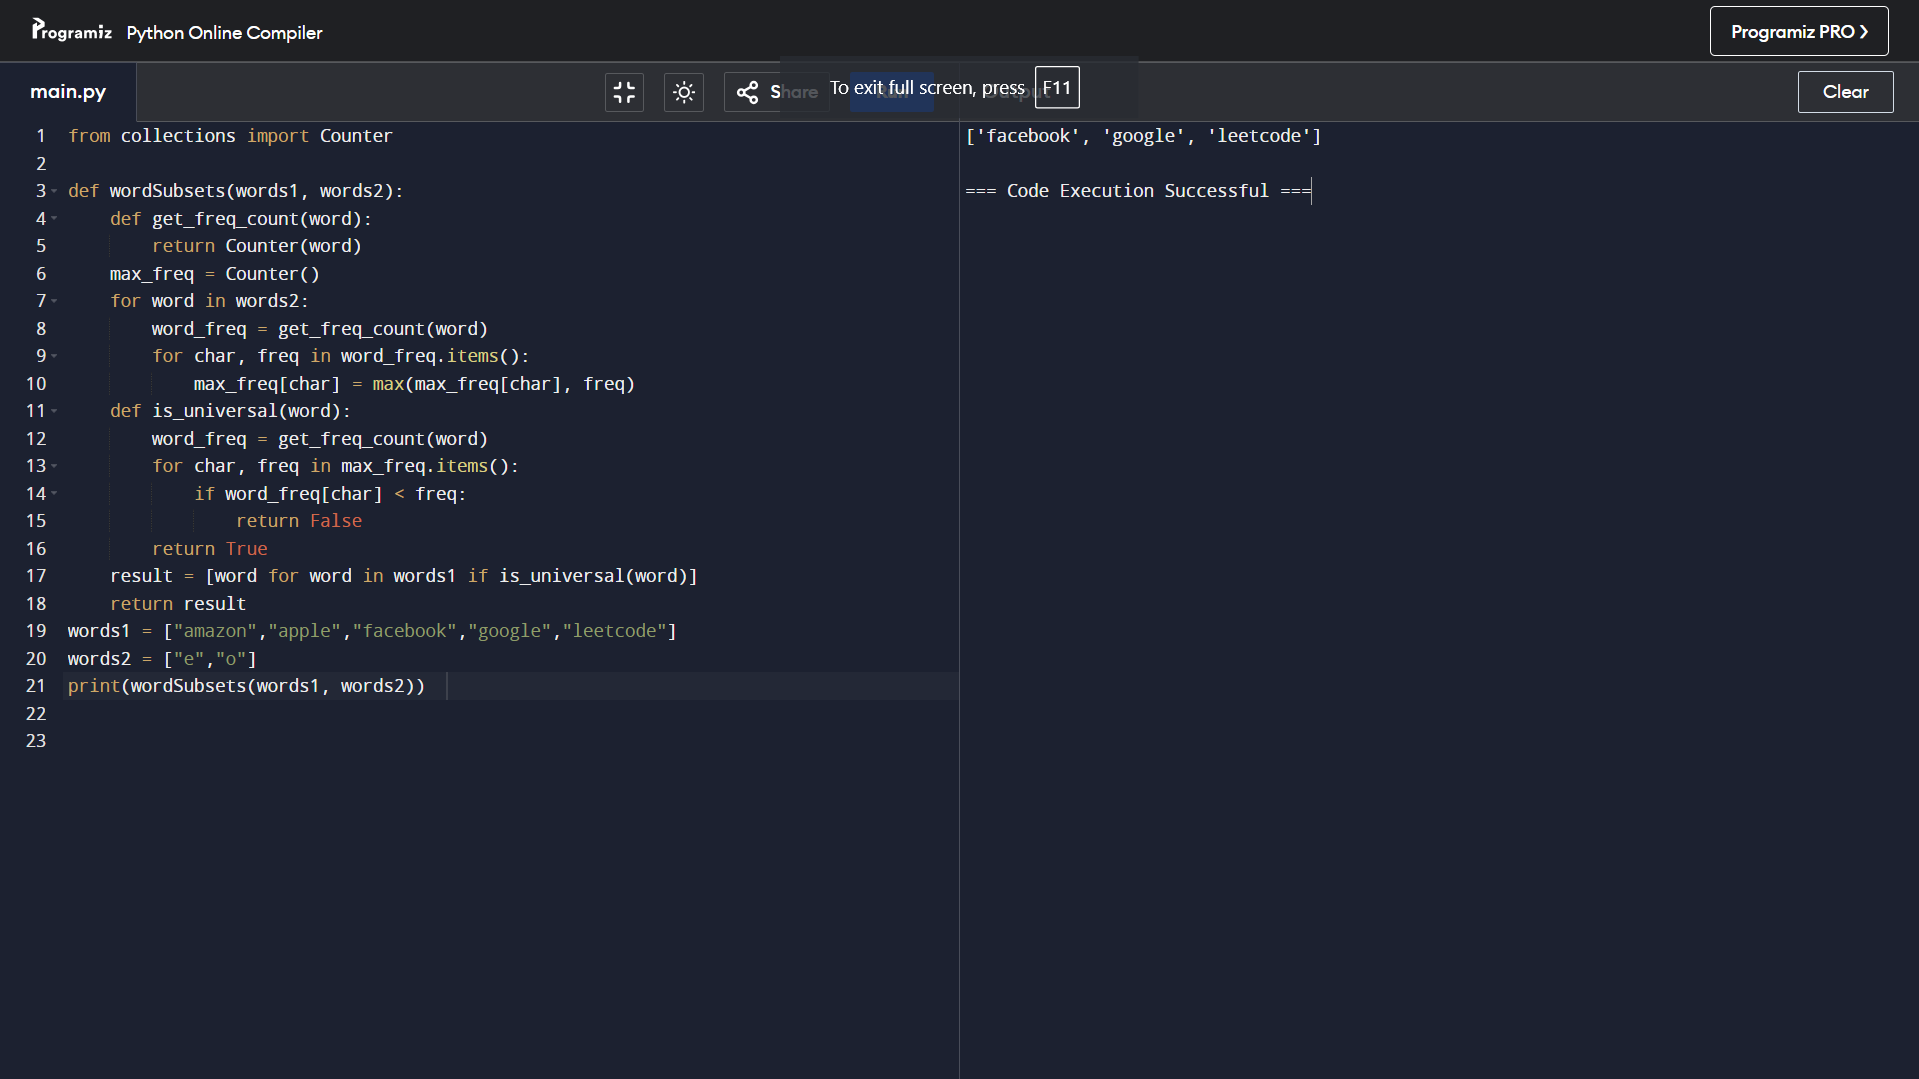 Programiz Python Online Compiler
Programiz PRO ❯
main.py
Share
To exit full screen, press F11
Output
Clear
1 from collections import Counter
2
3 def wordSubsets(words1, words2):
4     def get_freq_count(word):
5         return Counter(word)
6     max_freq = Counter()
7     for word in words2:
8         word_freq = get_freq_count(word)
9         for char, freq in word_freq.items():
10             max_freq[char] = max(max_freq[char], freq)
11     def is_universal(word):
12         word_freq = get_freq_count(word)
13         for char, freq in max_freq.items():
14             if word_freq[char] < freq:
15                 return False
16         return True
17     result = [word for word in words1 if is_universal(word)]
18     return result
19 words1 = ["amazon","apple","facebook","google","leetcode"]
20 words2 = ["e","o"]
21 print(wordSubsets(words1, words2))
22
23
['facebook', 'google', 'leetcode']
=== Code Execution Successful ===